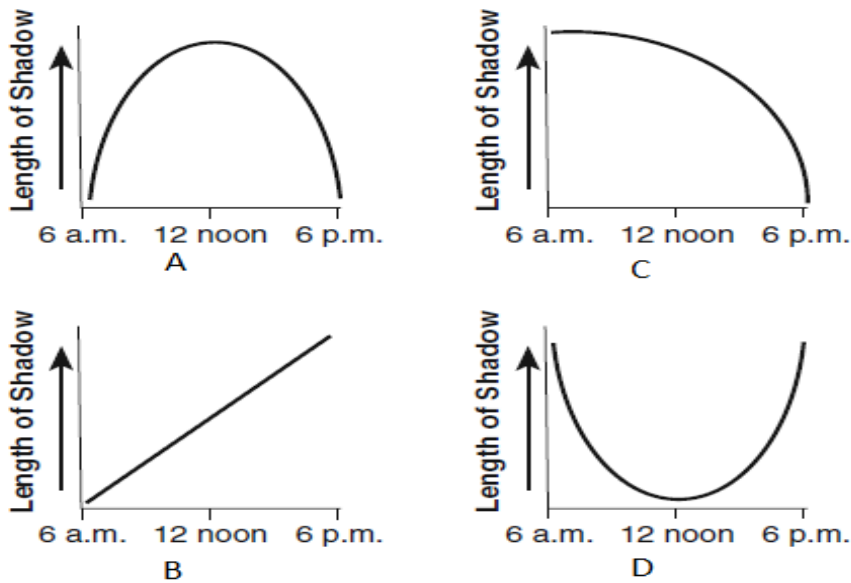 Length of Shadow
6 a.m. 12 noon 6 p.m.
A
Length of Shadow
6 a.m. 12 noon 6 p.m.
C
Length of Shadow
6 a.m. 12 noon 6 p.m.
B
Length of Shadow
6 a.m. 12 noon 6 p.m.
D